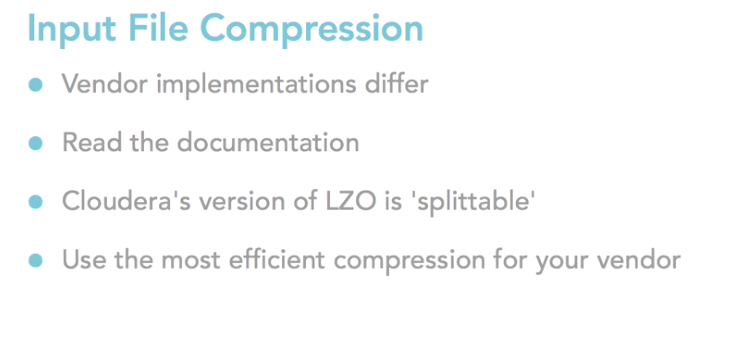 Input File Compression
Vendor implementations differ
Read the documentation
Cloudera's version of LZO is 'splittable'
Use the most efficient compression for your vendor